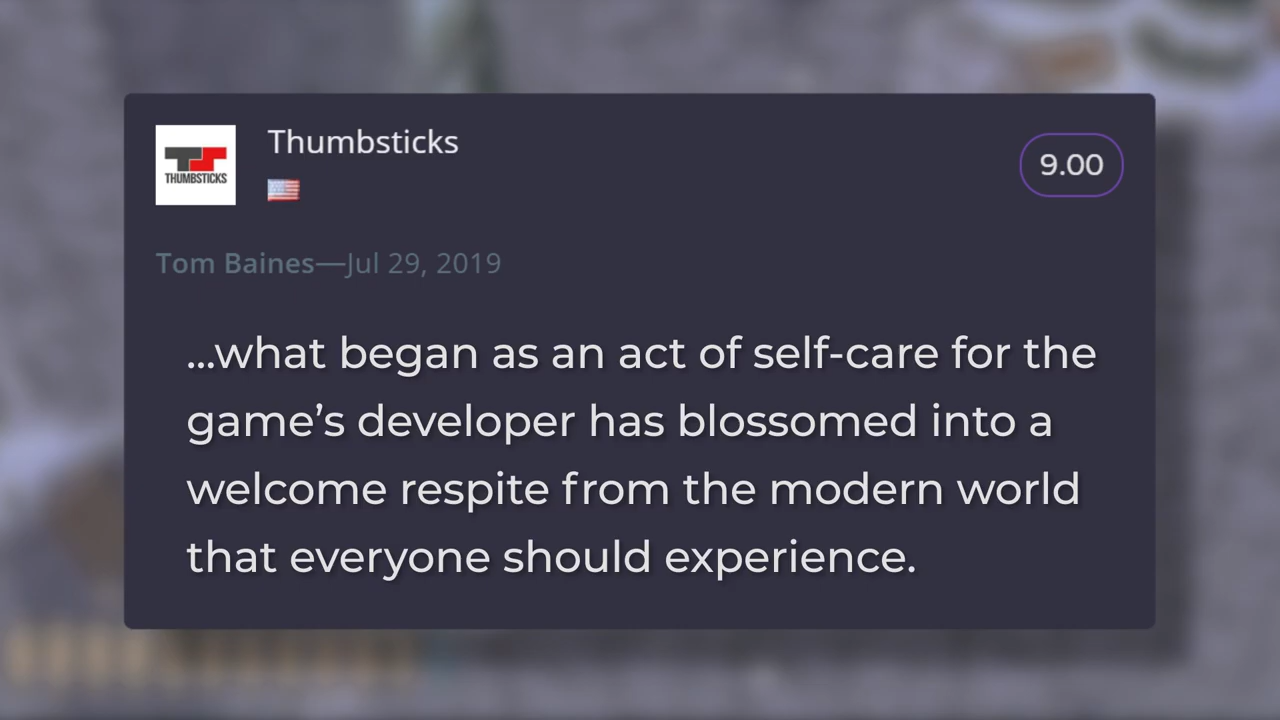 Thumbsticks
THUMBSTICKS
9.00
Tom Baines—Jul 29, 2019
...what began as an act of self-care for the
game’s developer has blossomed into a
welcome respite from the modern world
that everyone should experience.